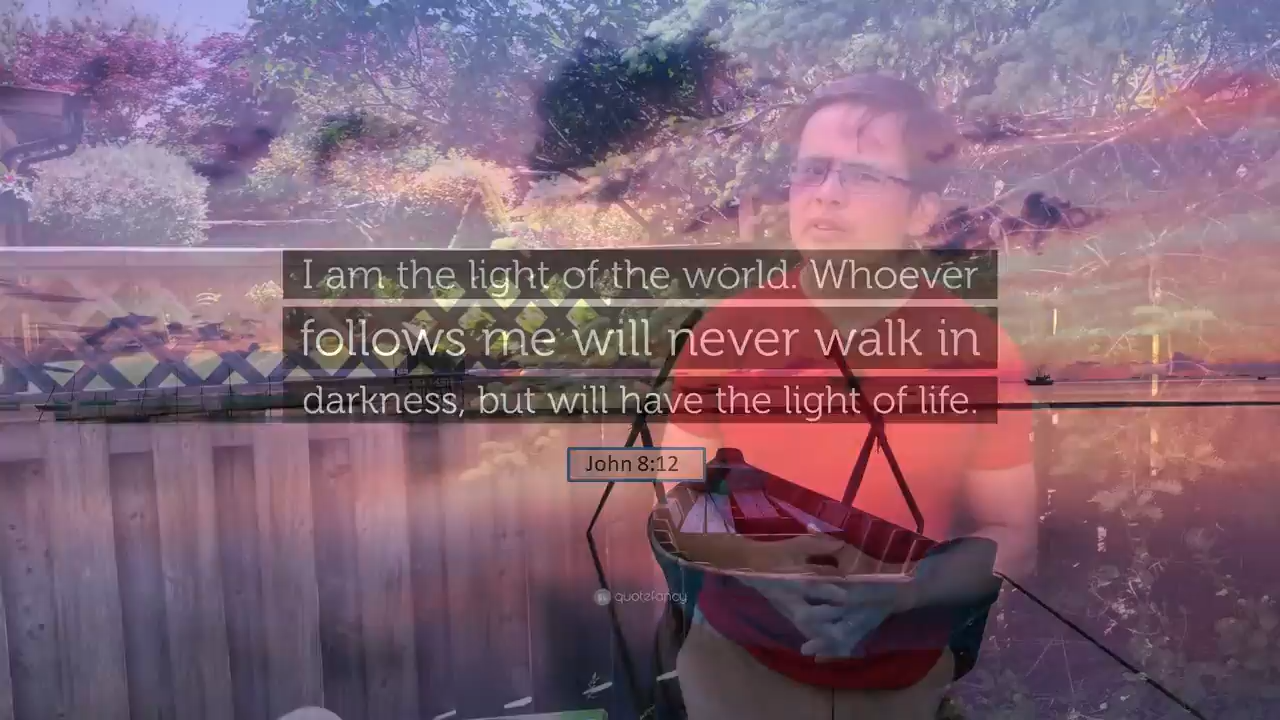 I am the light of the world. Whoever
follows me will never walk in
darkness, but will have the light of life.
John 8:12
quotefancy